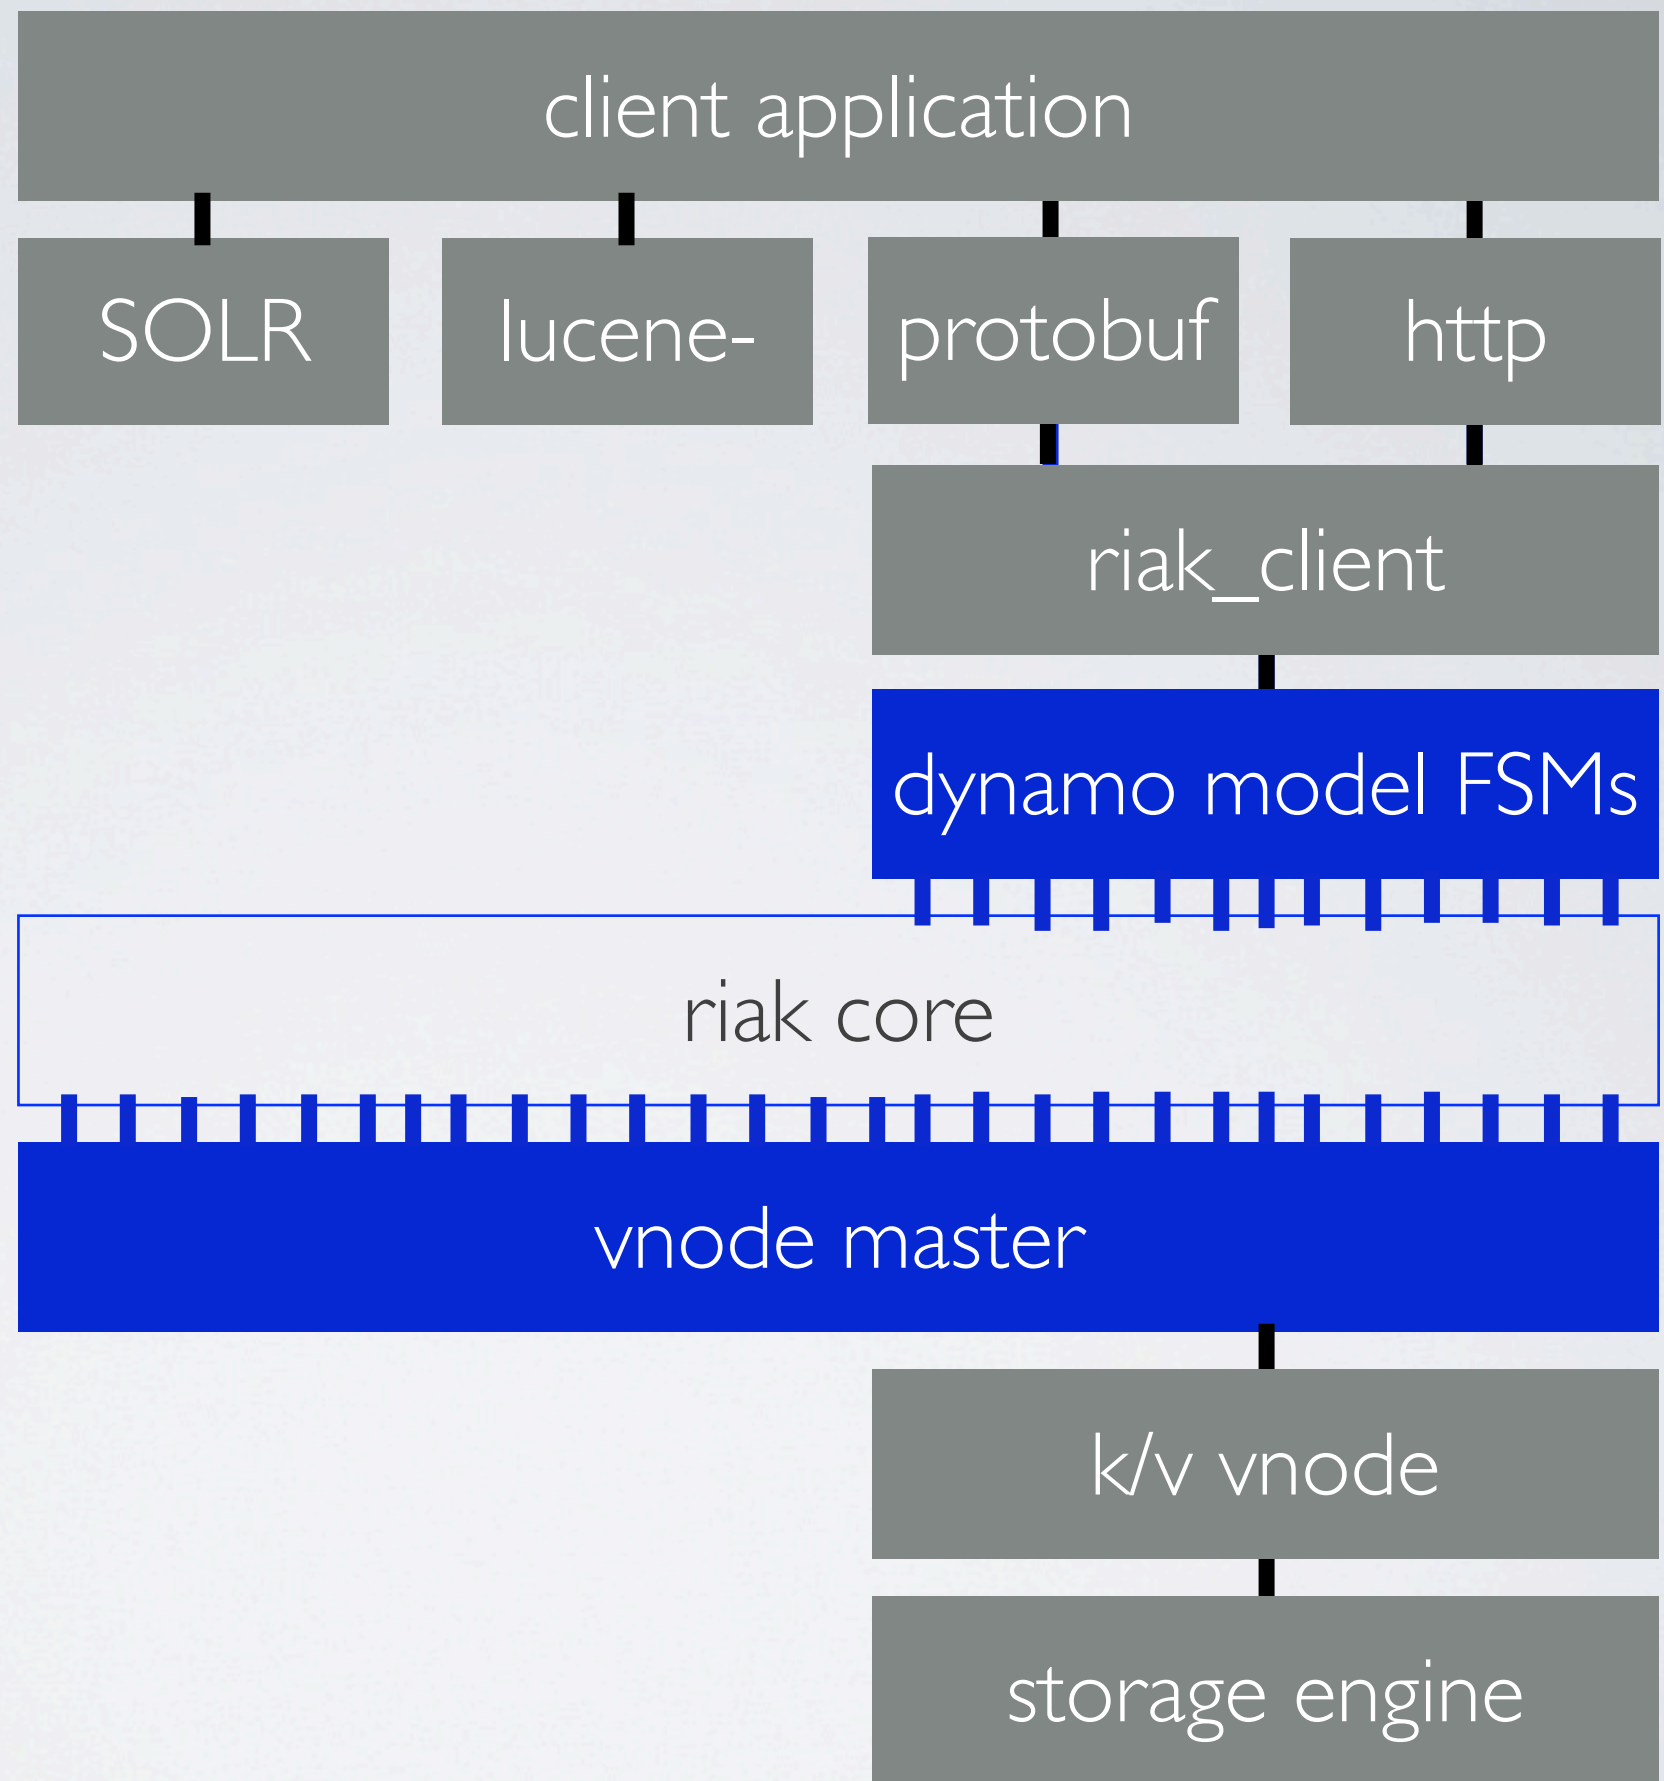 client application
SOLR
lucene-
protobuf
http
riak_client
dynamo model FSMs
riak core
vnode master
k/v vnode
storage engine